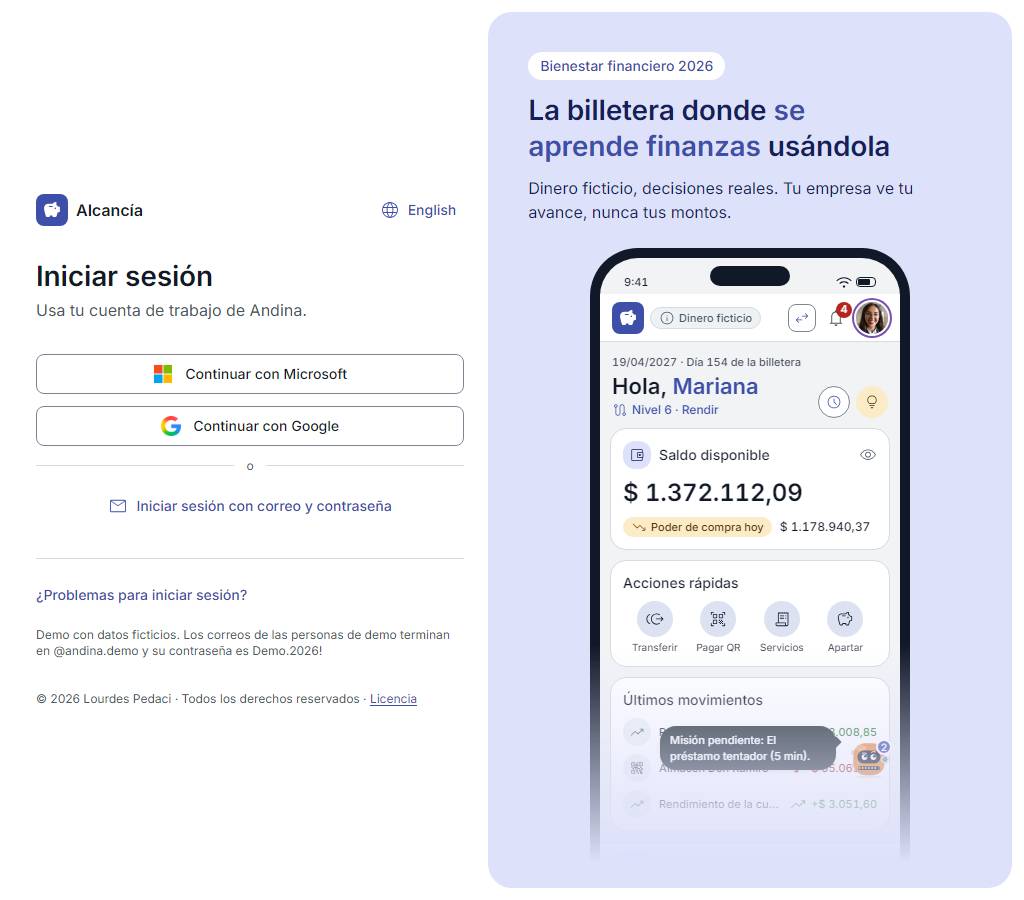 Alcancía
English
Iniciar sesión
Usa tu cuenta de trabajo de Andina.
Continuar con Microsoft
Continuar con Google
o
Iniciar sesión con correo y contraseña
¿Problemas para iniciar sesión?
Demo con datos ficticios. Los correos de las personas de demo terminan
en @andina.demo y su contraseña es Demo.2026!
© 2026 Lourdes Pedaci · Todos los derechos reservados · Licencia
Bienestar financiero 2026
La billetera donde se
aprende finanzas usándola
Dinero ficticio, decisiones reales. Tu empresa ve tu
avance, nunca tus montos.
9:41
Dinero ficticio
4
19/04/2027 · Día 154 de la billetera
Hola, Mariana
Nivel 6 · Rendir
Saldo disponible
$ 1.372.112,09
Poder de compra hoy
$ 1.178.940,37
Acciones rápidas
Transferir
Pagar QR
Servicios
Apartar
Últimos movimientos
Misión pendiente: El
préstamo tentador (5 min).
2
Rendimiento de la cu...
+$ 3.051,60